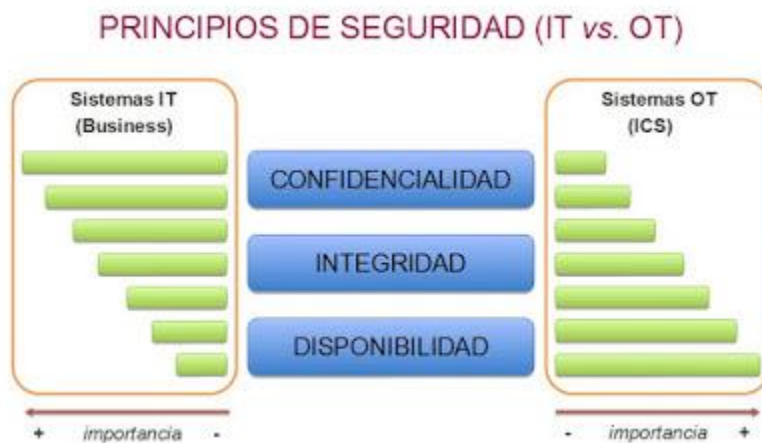 PRINCIPIOS DE SEGURIDAD (IT vs. OT)
Sistemas IT
(Business)
Sistemas OT
(ICS)
CONFIDENCIALIDAD
INTEGRIDAD
DISPONIBILIDAD
+ importancia -
- importancia +